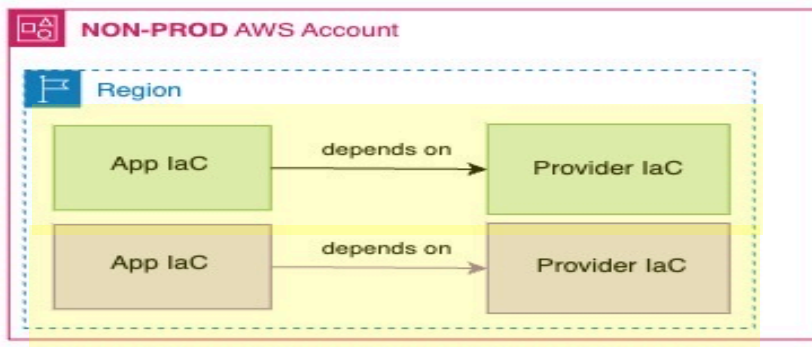 NON-PROD AWS Account
Region
App IaC
depends on
Provider IaC
App IaC
depends on
Provider IaC